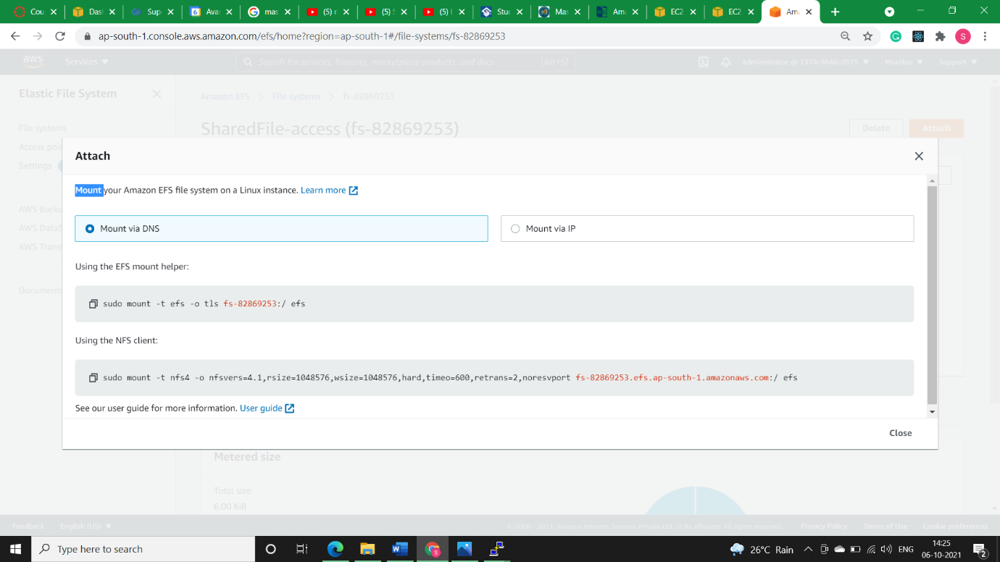 Cou
Das
Sup
Ava
mas
(5) r
(5) S
(5) I
Stuc
Mas
Ama
EC2
EC2
Am
ap-south-1.console.aws.amazon.com/efs/home?region=ap-south-1#/file-systems/fs-82869253
S
aws
Services
Search for services, features, marketplace products, and docs
[Alt+S]
administrator @ 1374-9646-0515
Mumbai
Support
Elastic File System
Amazon EFS
File systems
fs-82869253
File systems
SharedFile-access (fs-82869253)
Delete
Attach
Access poin
Settings
AWS Backu
AWS DataS
AWS Trans
Documenta
Attach
Mount your Amazon EFS file system on a Linux instance. Learn more
Mount via DNS
Mount via IP
Using the EFS mount helper:
sudo mount -t efs -o tls fs-82869253:/ efs
Using the NFS client:
sudo mount -t nfs4 -o nfsvers=4.1,rsize=1048576,wsize=1048576,hard,timeo=600,retrans=2,noresvport fs-82869253.efs.ap-south-1.amazonaws.com:/ efs
See our user guide for more information. User guide
Close
Metered size
Total size
6.00 KiB
Feedback
English (US)
© 2008 - 2021, Amazon Internet Services Private Ltd. or its affiliates. All rights reserved.
Privacy Policy
Terms of Use
Cookie preferences
Type here to search
26°C Rain
ENG
14:25
06-10-2021
2